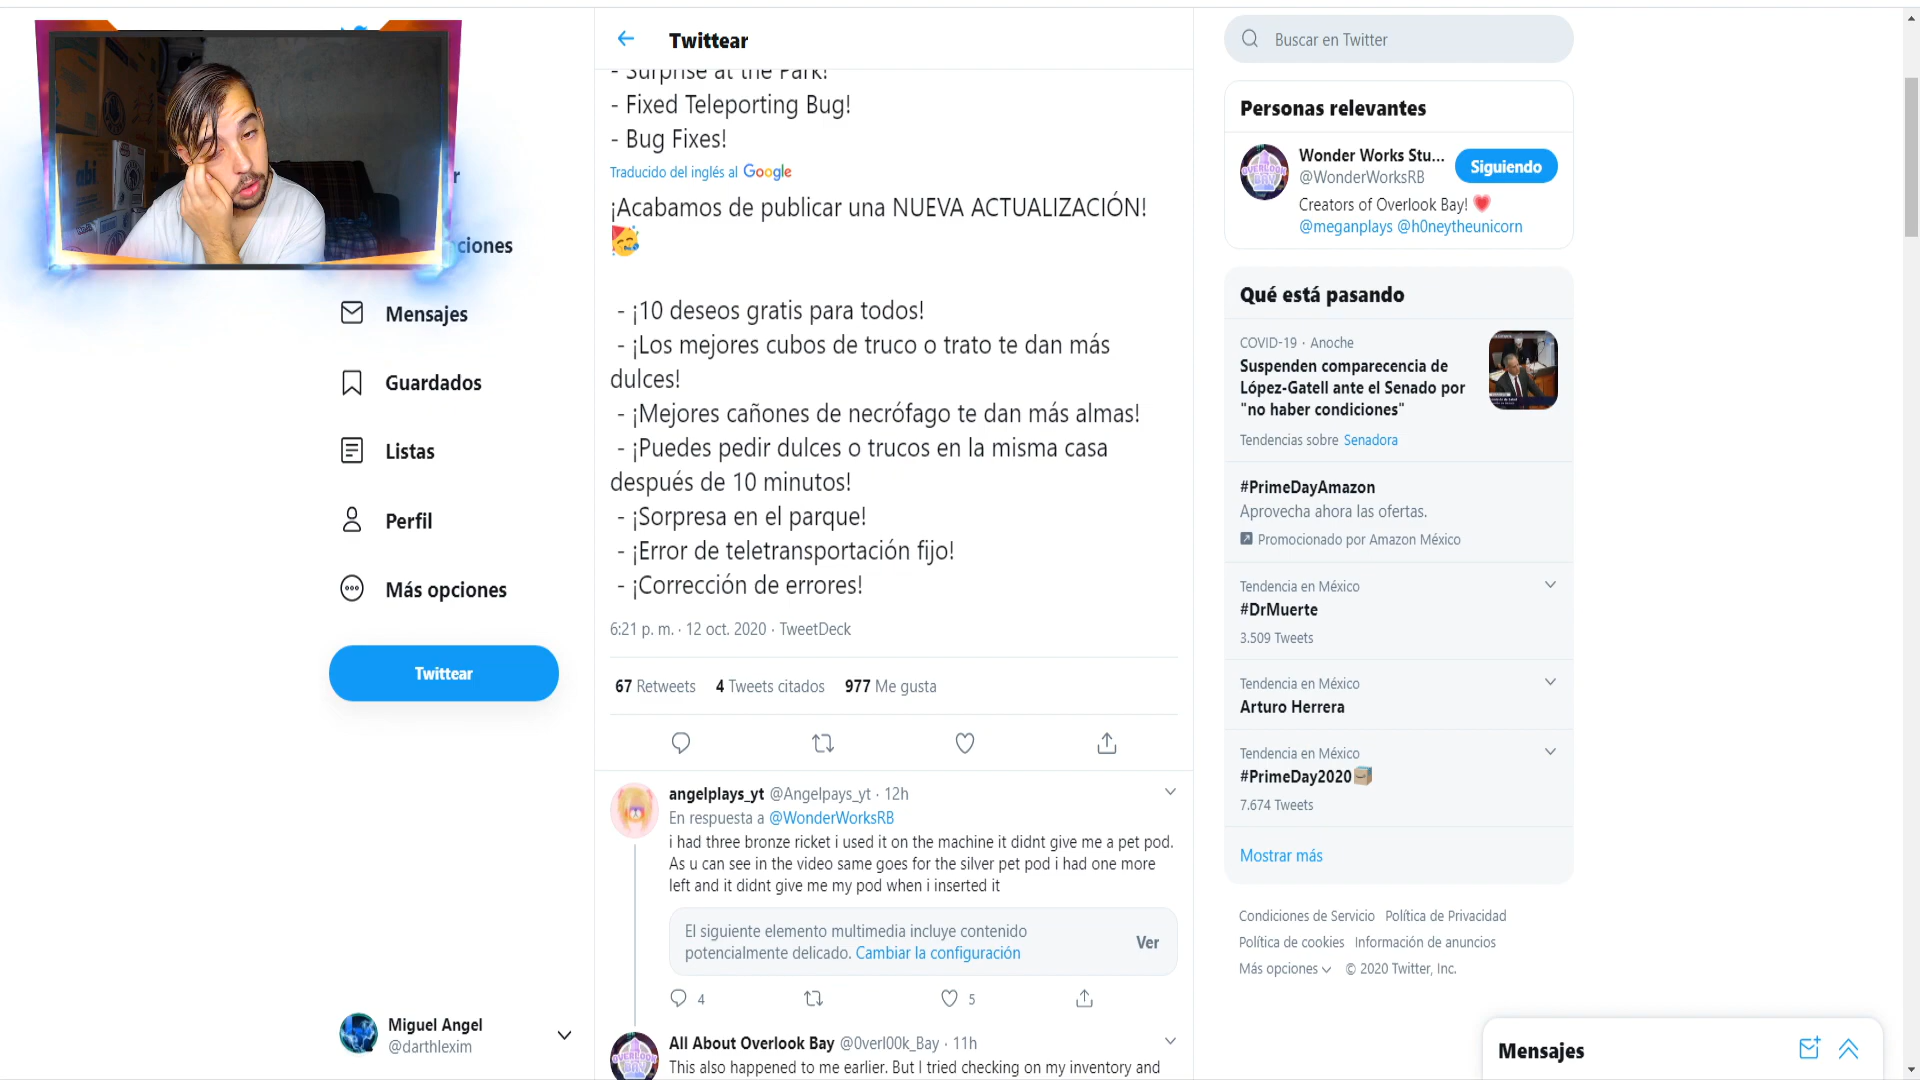 ciones
Mensajes
Guardados
Listas
Perfil
Más opciones
Twittear
Miguel Angel
@darthlexim
Twittear
- Surprise at the Park!
- Fixed Teleporting Bug!
- Bug Fixes!
Traducido del inglés al Google
¡Acabamos de publicar una NUEVA ACTUALIZACIÓN!
- ¡10 deseos gratis para todos!
- ¡Los mejores cubos de truco o trato te dan más
dulces!
- ¡Mejores cañones de necrófago te dan más almas!
- ¡Puedes pedir dulces o trucos en la misma casa
después de 10 minutos!
- ¡Sorpresa en el parque!
- ¡Error de teletransportación fijo!
- ¡Corrección de errores!
6:21 p. m. · 12 oct. 2020 · TweetDeck
67 Retweets 4 Tweets citados 977 Me gusta
angelplays_yt @Angelpays_yt · 12h
En respuesta a @WonderWorksRB
i had three bronze ricket i used it on the machine it didnt give me a pet pod.
As u can see in the video same goes for the silver pet pod i had one more
left and it didnt give me my pod when i inserted it
El siguiente elemento multimedia incluye contenido
potencialmente delicado. Cambiar la configuración
Ver
4 5
All About Overlook Bay @0verl00k_Bay · 11h
This also happened to me earlier. But I tried checking on my inventory and
Buscar en Twitter
Personas relevantes
Wonder Works Stu...
@WonderWorksRB
Siguiendo
Creators of Overlook Bay!
@meganplays @h0neytheunicorn
Qué está pasando
COVID-19 · Anoche
Suspenden comparecencia de
López-Gatell ante el Senado por
"no haber condiciones"
Tendencias sobre Senadora
#PrimeDayAmazon
Aprovecha ahora las ofertas.
Promocionado por Amazon México
Tendencia en México
#DrMuerte
3.509 Tweets
Tendencia en México
Arturo Herrera
Tendencia en México
#PrimeDay2020
7.674 Tweets
Mostrar más
Condiciones de Servicio Política de Privacidad
Política de cookies Información de anuncios
Más opciones © 2020 Twitter, Inc.
Mensajes